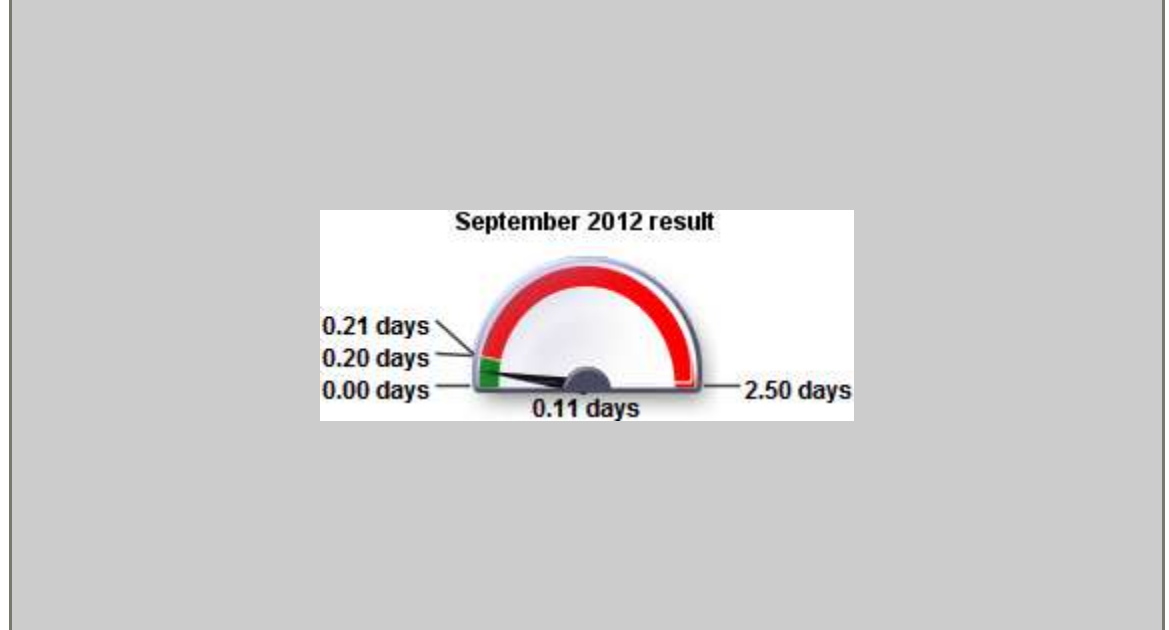 September 2012 result
0.21 days
0.20 days
0.00 days
2.50 days
0.11 days